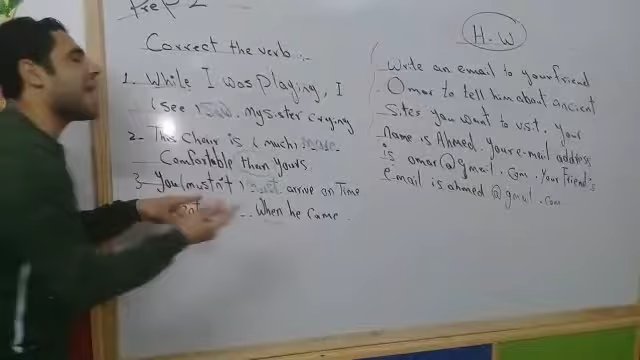 Prep 2
Correct the verb :-
1. While I was playing, I
(see saw. my sister crying
2- This Chair is ( much more
Comfortable than yours.
3- You (mustn't must arrive on Time
When he came.
H.W
Write an email to your friend
Omar to tell him about ancient
Sites you want to visit. your
name is Ahmed. your e-mail address
is omar@gmail.com. Your Friend's
email is ahmed@gmail.com